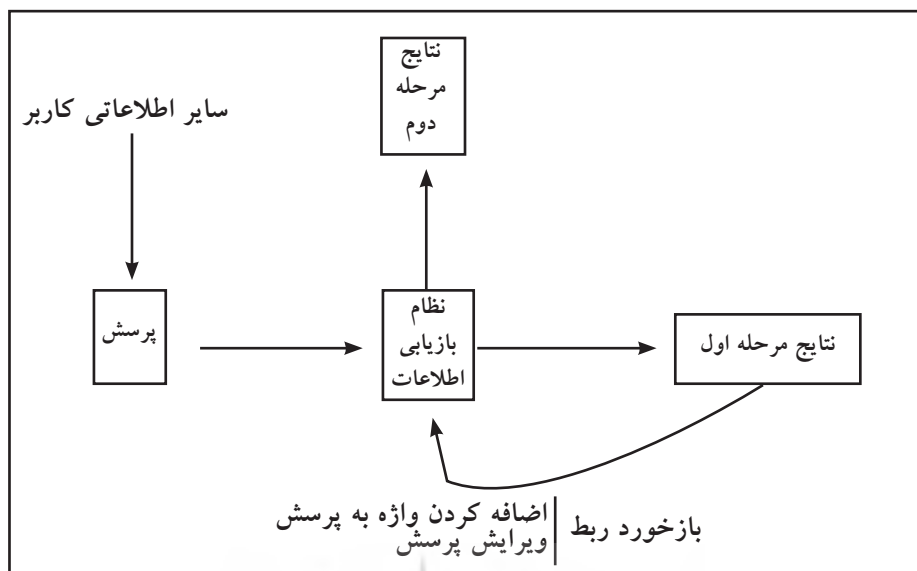 نتایج
مرحله
دوم
سایر اطلاعاتی کاربر
پرسش
نظام
بازیابی
اطلاعات
نتایج مرحله اول
بازخورد ربط
اضافه کردن واژه به پرسش
ویرایش پرسش